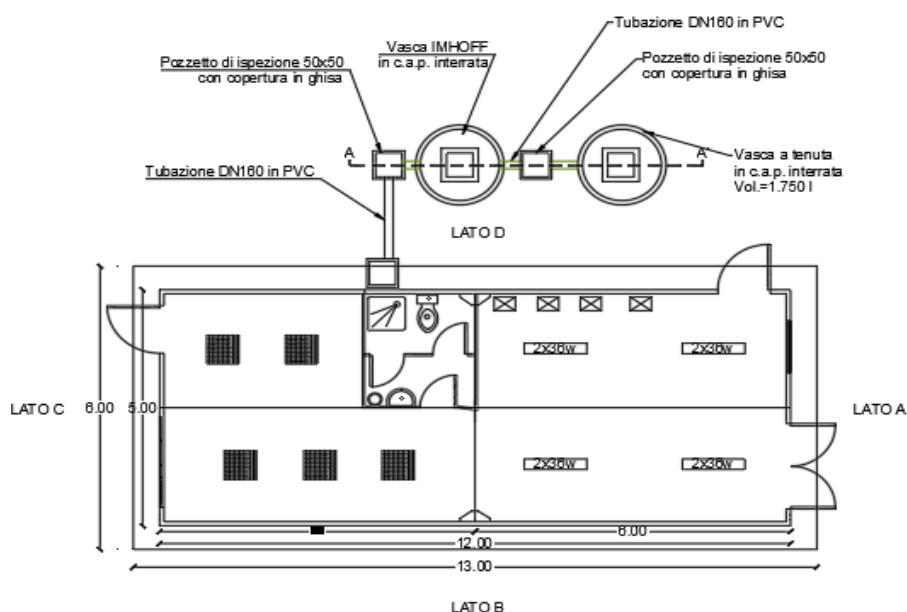 Tubazione DN160 in PVC
Vasca IMHOFF
in c.a.p. interrata
Pozzetto di ispezione 50x50
con copertura in ghisa
Pozzetto di ispezione 50x50
con copertura in ghisa
A
A'
Vasca a tenuta
in c.a.p. interrata
Vol.=1.750 l
Tubazione DN160 in PVC
LATO D
2x36w
2x36w
LATO C
6.00
5.00
LATO A
2x36w
2x36w
6.00
12.00
13.00
LATO B